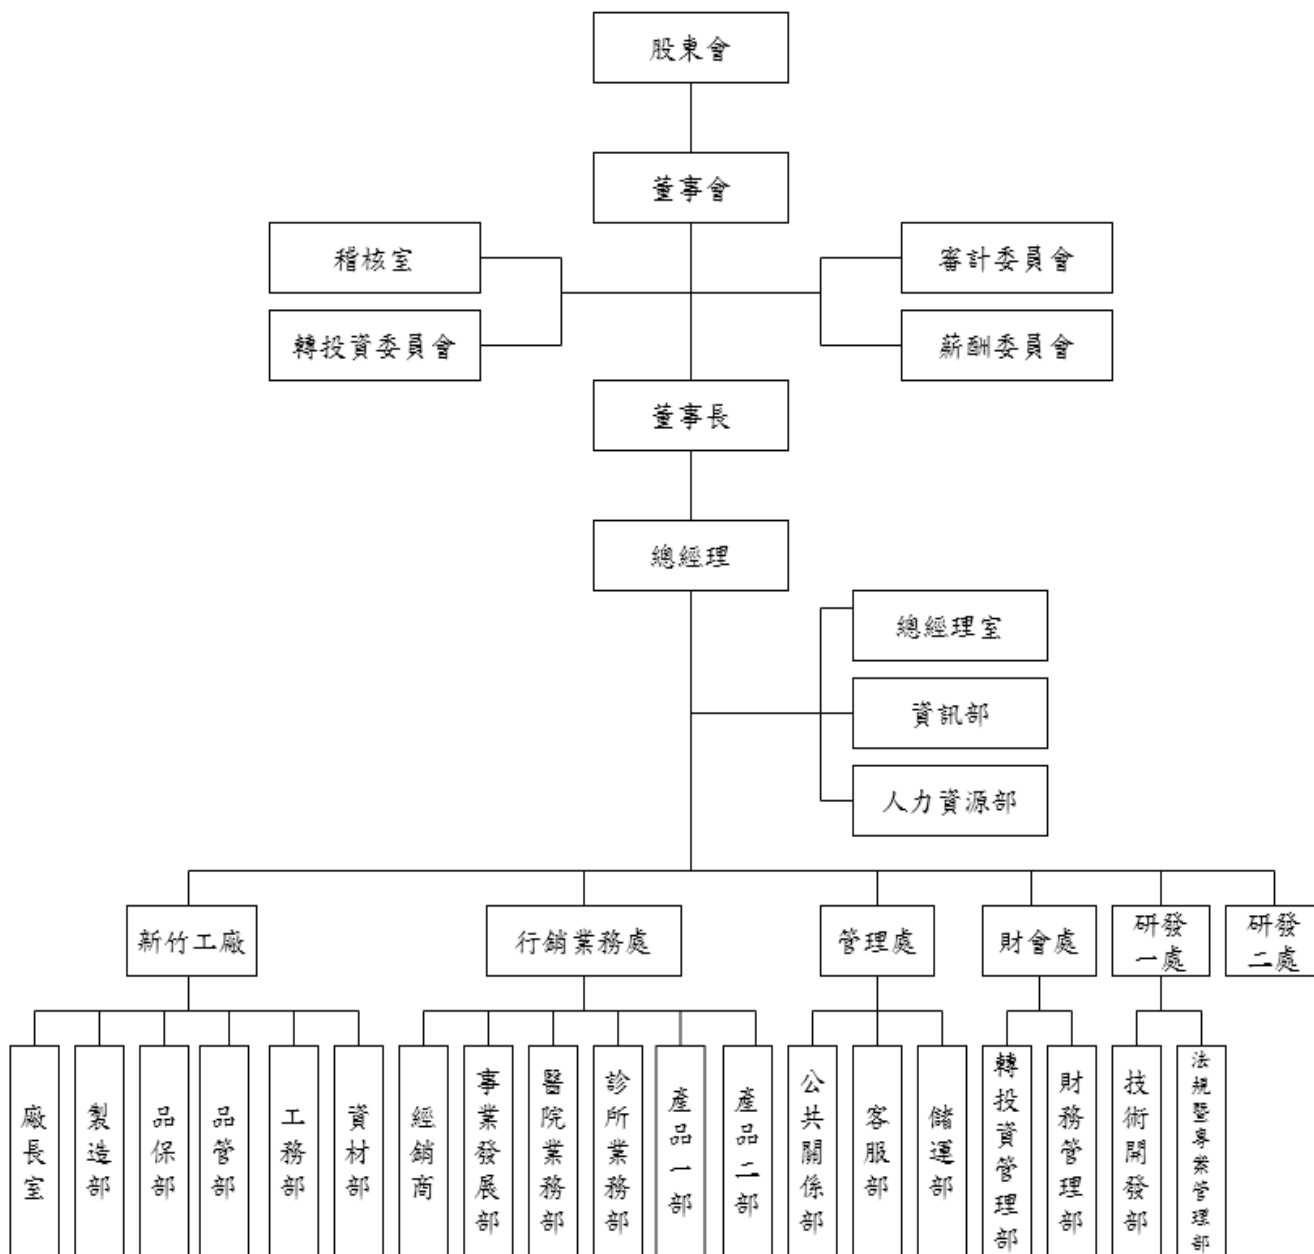 股東會
董事會
稽核室
審計委員會
轉投資委員會
薪酬委員會
董事長
總經理
總經理室
資訊部
人力資源部
新竹工廠
行銷業務處
管理處
財會處
研發
一處
研發
二處
廠長室
製造部
品保部
品管部
工務部
資材部
經銷商
事業發展部
醫院業務部
診所業務部
產品一部
產品二部
公共關係部
客服部
儲運部
轉投資管理部
財務管理部
技術開發部
法規暨專案管理部